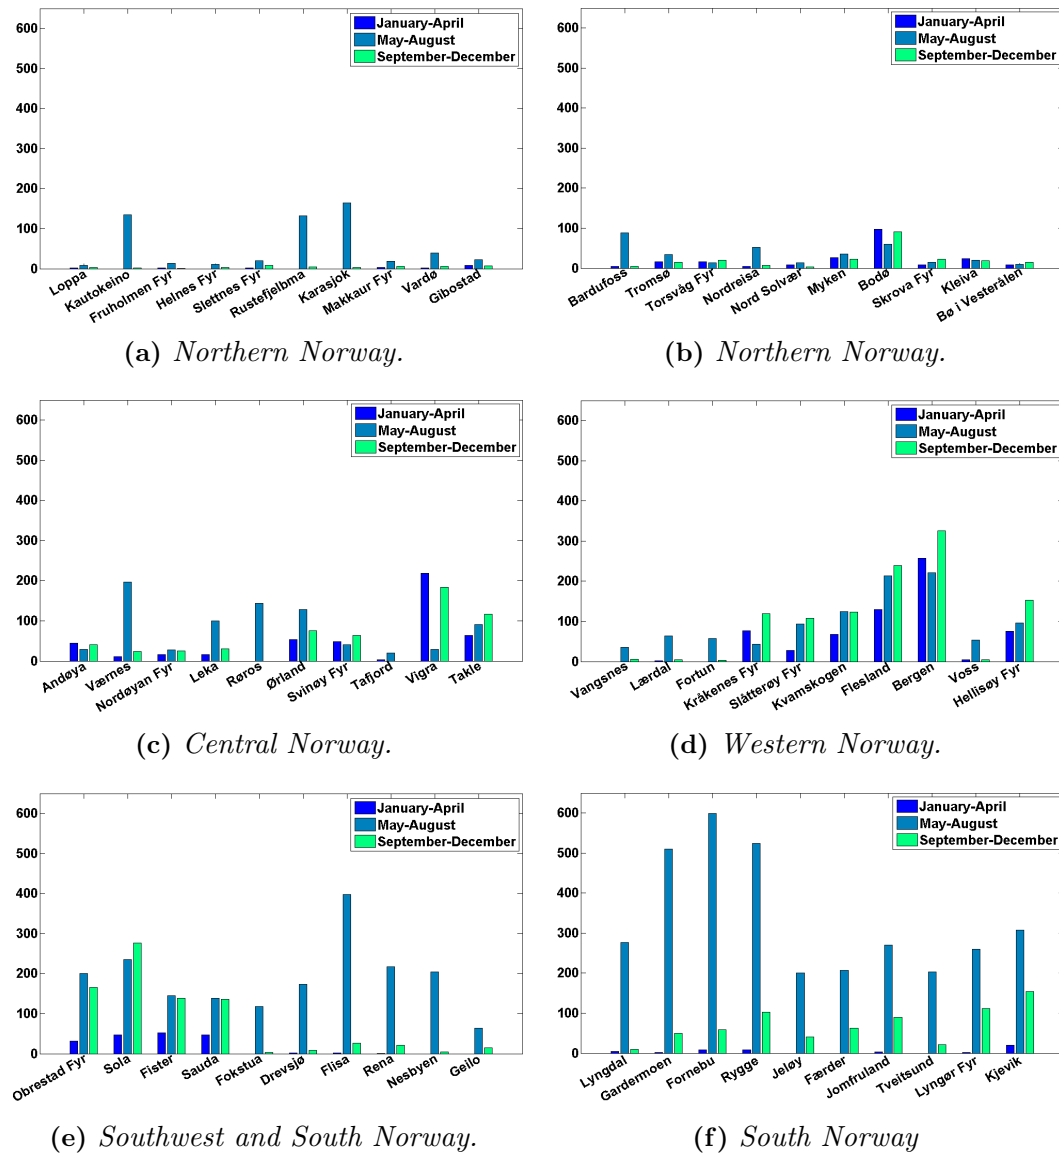 600
500
400
300
200
100
0
January-April
May-August
September-December
Loppa
Kautokeino
Fruholmen Fyr
Helnes Fyr
Slettnes Fyr
Rustefjelbma
Karasjok
Makkaur Fyr
Vardø
Gibostad
(a) Northern Norway.
600
500
400
300
200
100
0
January-April
May-August
September-December
Bardufoss
Tromsø
Torsvåg Fyr
Nordreisa
Nord Solvær
Myken
Bodø
Skrova Fyr
Kleiva
Bø i Vesterålen
(b) Northern Norway.
600
500
400
300
200
100
0
January-April
May-August
September-December
Andøya
Værnes
Nordøyan Fyr
Leka
Røros
Ørland
Svinøy Fyr
Tafjord
Vigra
Takle
(c) Central Norway.
600
500
400
300
200
100
0
January-April
May-August
September-December
Vangsnes
Lærdal
Fortun
Kråkenes Fyr
Slåtterøy Fyr
Kvamskogen
Flesland
Bergen
Voss
Hellisøy Fyr
(d) Western Norway.
600
500
400
300
200
100
0
January-April
May-August
September-December
Obrestad Fyr
Sola
Fister
Sauda
Fokstua
Drevsjø
Flisa
Rena
Nesbyen
Geilo
(e) Southwest and South Norway.
600
500
400
300
200
100
0
January-April
May-August
September-December
Lyngdal
Gardermoen
Fornebu
Rygge
Jeløy
Færder
Jomfruland
Tveitsund
Lyngør Fyr
Kjevik
(f) South Norway